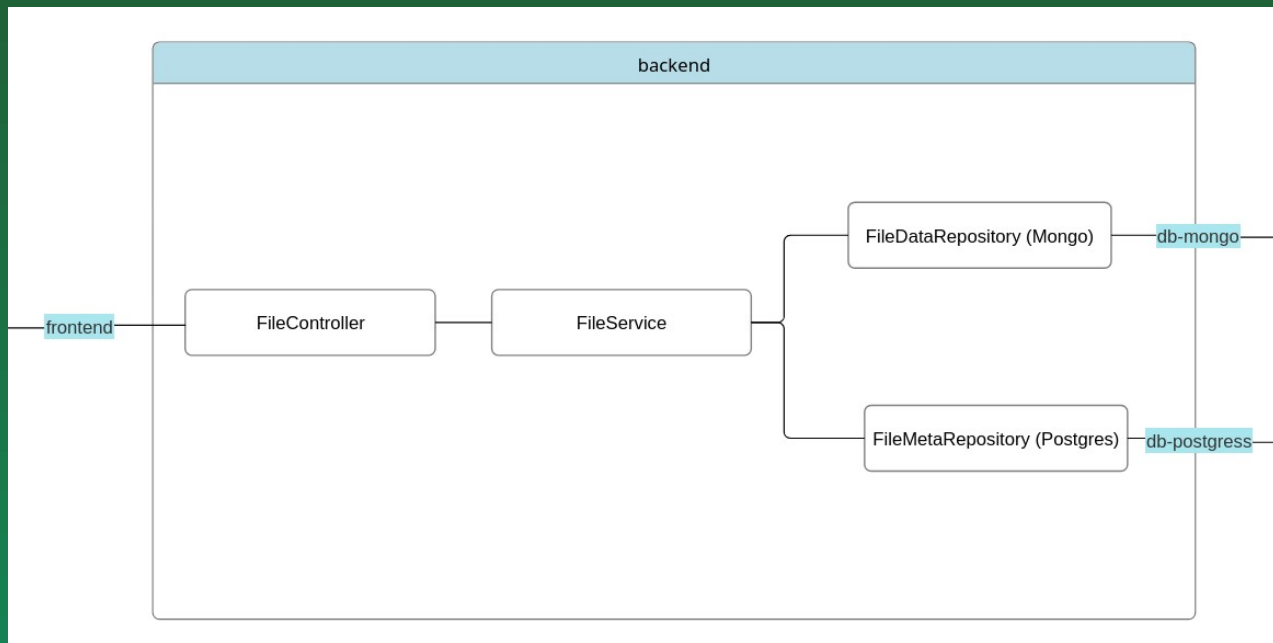 backend
FileDataRepository (Mongo)
db-mongo
frontend
FileController
FileService
FileMetaRepository (Postgres)
db-postgress